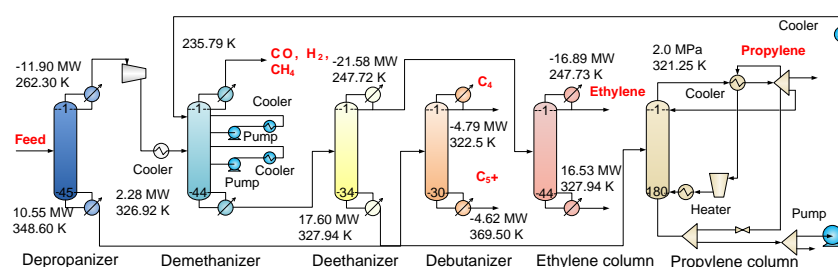 Cooler
235.79 K
CO, H2,
CH4
-11.90 MW
262.30 K
-21.58 MW
247.72 K
-16.89 MW
247.73 K
2.0 MPa
321.25 K
Propylene
Cooler
Cooler
C4
Ethylene
-1
-1
-1
-1
-1
1
Feed
Pump
-4.79 MW
322.5 K
Cooler
Cooler
Pump
C5+
16.53 MW
327.94 K
-45
-44
-34
-30
-44
180
Heater
10.55 MW
348.60 K
2.28 MW
326.92 K
17.60 MW
327.94 K
-4.62 MW
369.50 K
Pump
Depropanizer
Demethanizer
Deethanizer
Debutanizer
Ethylene column
Propylene column